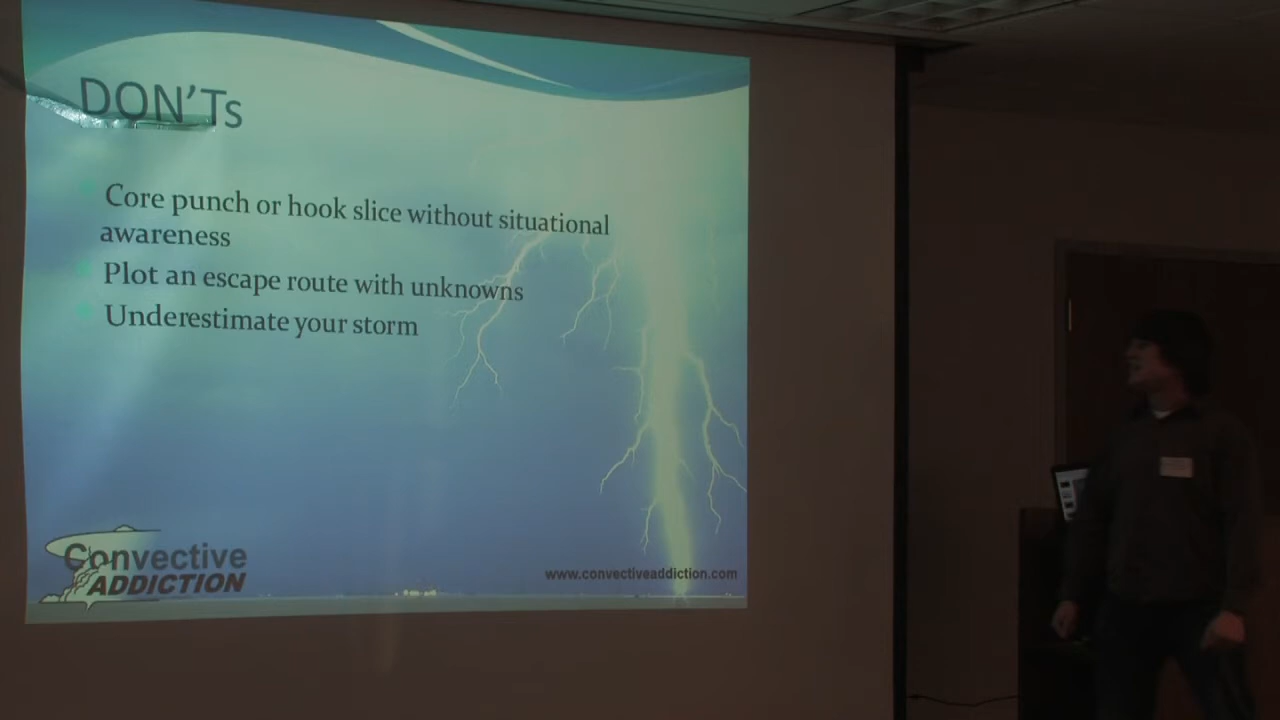 DON'Ts
Core punch or hook slice without situational
awareness
Plot an escape route with unknowns
Underestimate your storm
Convective
ADDICTION
www.convectiveaddiction.com